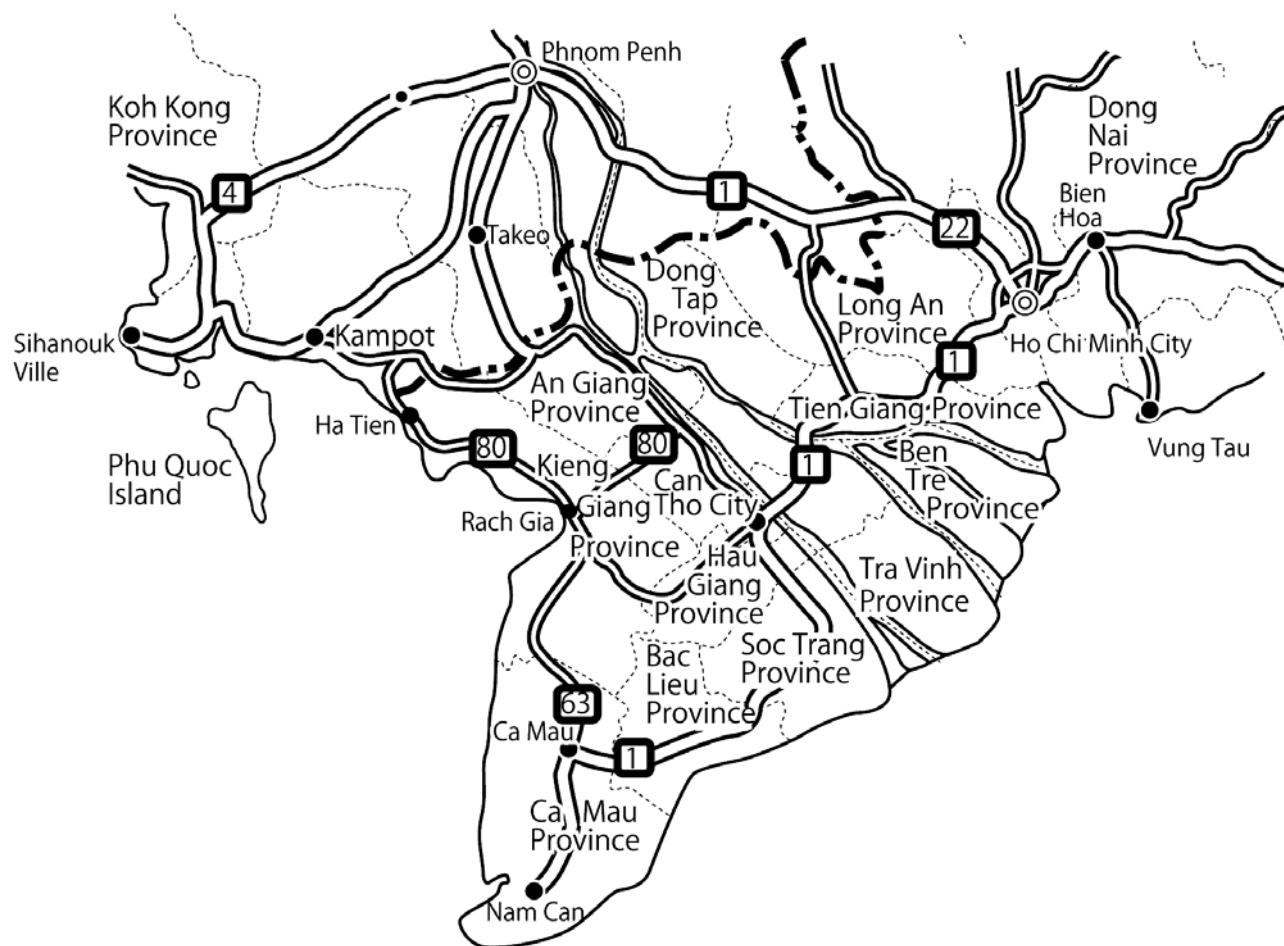 Phnom Penh
Koh Kong
Province
Dong
Nai
Province
4
1
Bien
Hoa
22
Takeo
Dong
Tap
Province
Long An
Province
Sihanouk
Ville
Kampot
Ho Chi Minh City
1
An Giang
Province
Tien Giang Province
Ha Tien
Vung Tau
80
80
1
Ben
Tre
Province
Phu Quoc
Island
Kieng
Giang
Province
Can
Tho City
Rach Gia
Hau
Giang
Province
Tra Vinh
Province
Soc Trang
Province
Bac
Lieu
Province
63
Ca Mau
1
Ca Mau
Province
Nam Can